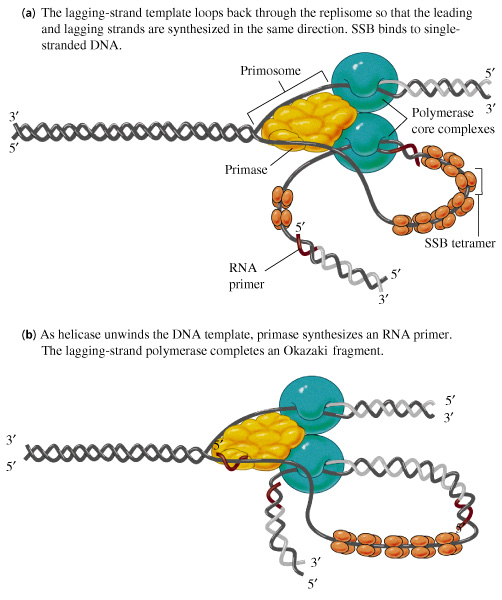 (a) The lagging-strand template loops back through the replisome so that the leading
and lagging strands are synthesized in the same direction. SSB binds to single-
stranded DNA.
Primosome
5′
3′
3′
5′
Polymerase
core complexes
Primase
SSB tetramer
5′
RNA
primer
5′
3′
(b) As helicase unwinds the DNA template, primase synthesizes an RNA primer.
The lagging-strand polymerase completes an Okazaki fragment.
5′
3′
3′
5′
5′
5′
3′
5′